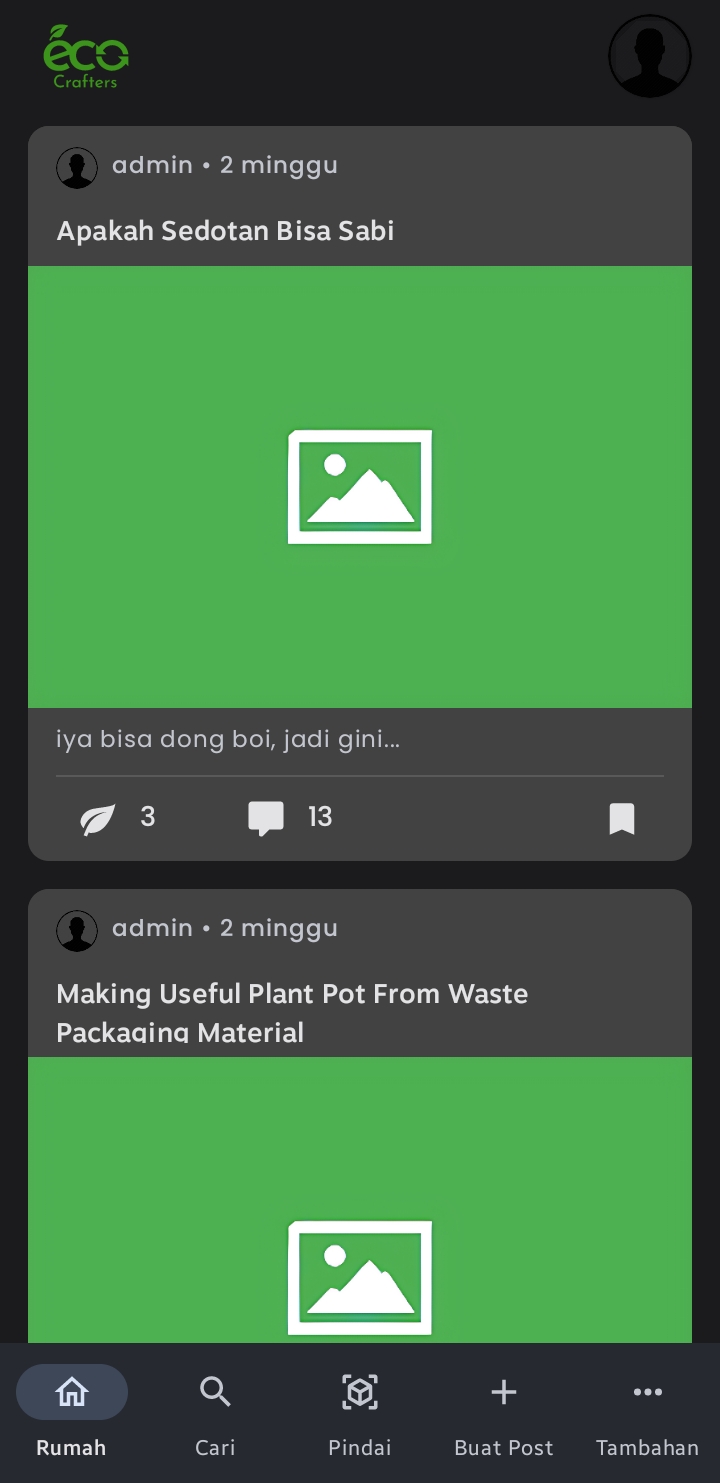 eco
Crafters
admin • 2 minggu
Apakah Sedotan Bisa Sabi
iya bisa dong boi, jadi gini...
3
13
admin • 2 minggu
Making Useful Plant Pot From Waste
Packaging Material
Rumah
Cari
Pindai
Buat Post
Tambahan